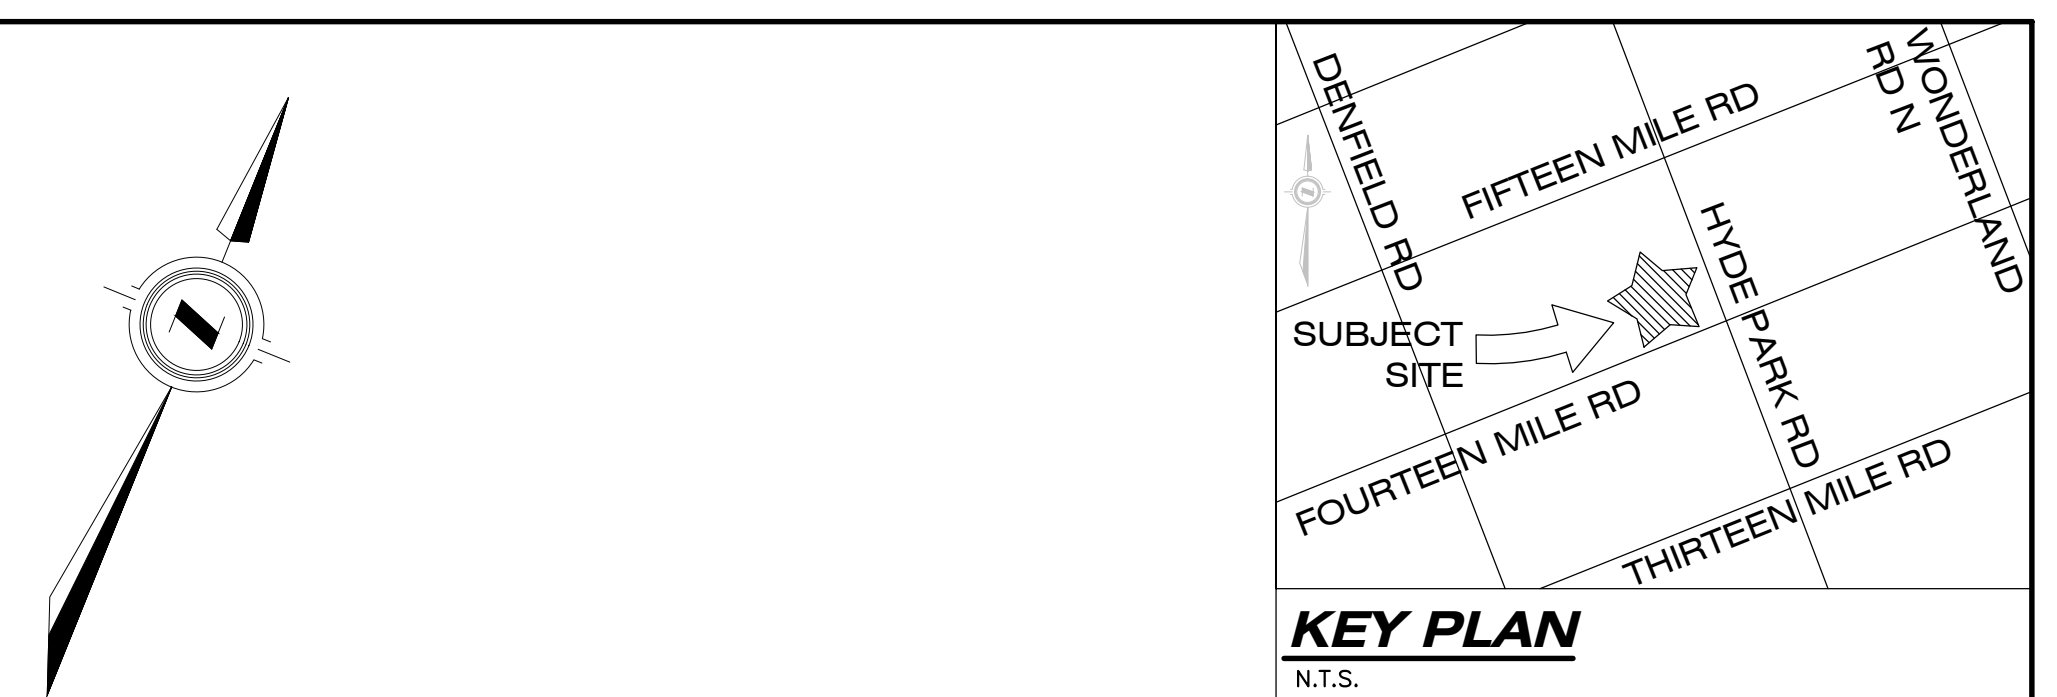 DENFIELD RD
FIFTEEN MILE RD
WONDERLAND
RD N
HYDE PARK RD
SUBJECT
SITE
FOURTEEN MILE RD
THIRTEEN MILE RD
KEY PLAN
N.T.S.
N
N